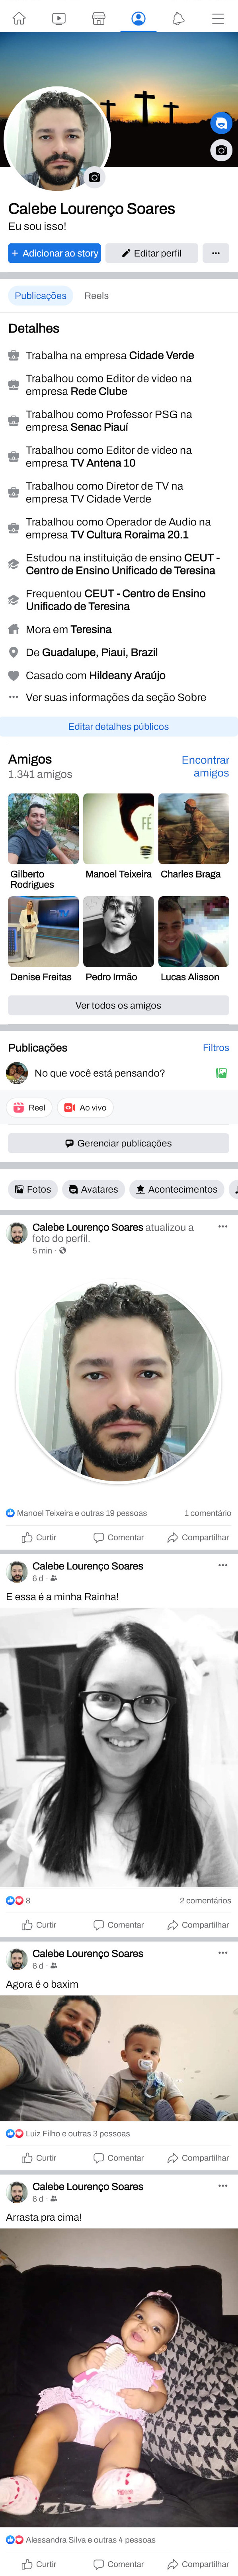 Calebe Lourenço Soares
Eu sou isso!
+ Adicionar ao story
Editar perfil
Publicações
Reels
Detalhes
Trabalha na empresa Cidade Verde
Trabalhou como Editor de video na
empresa Rede Clube
Trabalhou como Professor PSG na
empresa Senac Piauí
Trabalhou como Editor de video na
empresa TV Antena 10
Trabalhou como Diretor de TV na
empresa TV Cidade Verde
Trabalhou como Operador de Audio na
empresa TV Cultura Roraima 20.1
Estudou na instituição de ensino CEUT -
Centro de Ensino Unificado de Teresina
Frequentou CEUT - Centro de Ensino
Unificado de Teresina
Mora em Teresina
De Guadalupe, Piaui, Brazil
Casado com Hildeany Araújo
Ver suas informações da seção Sobre
Editar detalhes públicos
Amigos
1.341 amigos
Encontrar
amigos
FÉ
Gilberto
Rodrigues
Manoel Teixeira
Charles Braga
Denise Freitas
Pedro Irmão
Lucas Alisson
Ver todos os amigos
Publicações
Filtros
No que você está pensando?
Reel
Ao vivo
Gerenciar publicações
Fotos
Avatares
Acontecimentos
Calebe Lourenço Soares atualizou a
foto do perfil.
5 min ·
Manoel Teixeira e outras 19 pessoas
1 comentário
Curtir
Comentar
Compartilhar
Calebe Lourenço Soares
6 d ·
E essa é a minha Rainha!
8
2 comentários
Curtir
Comentar
Compartilhar
Calebe Lourenço Soares
6 d ·
Agora é o baxim
Luiz Filho e outras 3 pessoas
Curtir
Comentar
Compartilhar
Calebe Lourenço Soares
6 d ·
Arrasta pra cima!
Alessandra Silva e outras 4 pessoas
Curtir
Comentar
Compartilhar